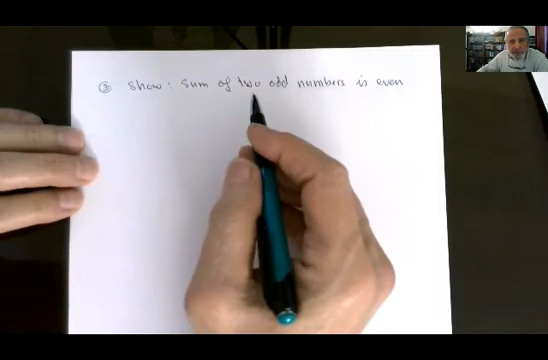 ③ Show: Sum of two odd numbers is even